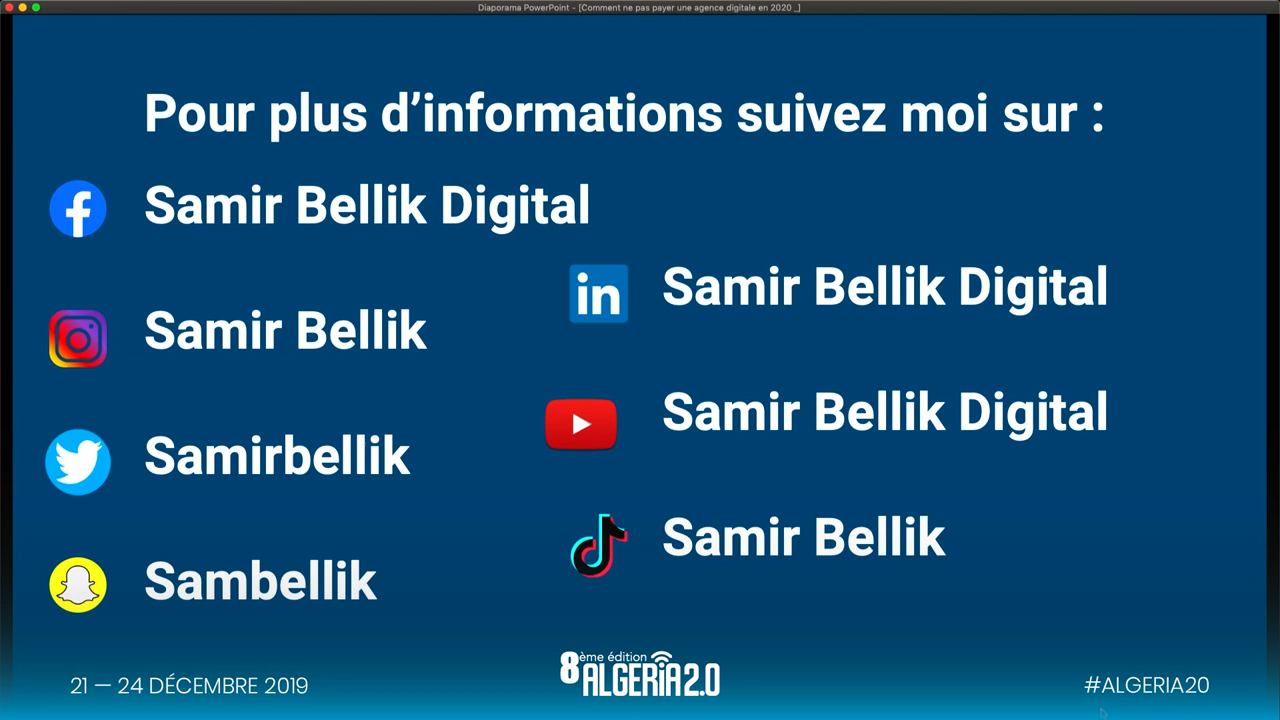 Diaporama PowerPoint - [Comment ne pas payer une agence digitale en 2020 _]
Pour plus d’informations suivez moi sur :
Samir Bellik Digital
Samir Bellik Digital
Samir Bellik
Samir Bellik Digital
Samirbellik
Samir Bellik
Sambellik
8ème édition
21 — 24 DÉCEMBRE 2019
ALGERiA2.0
#ALGERIA20